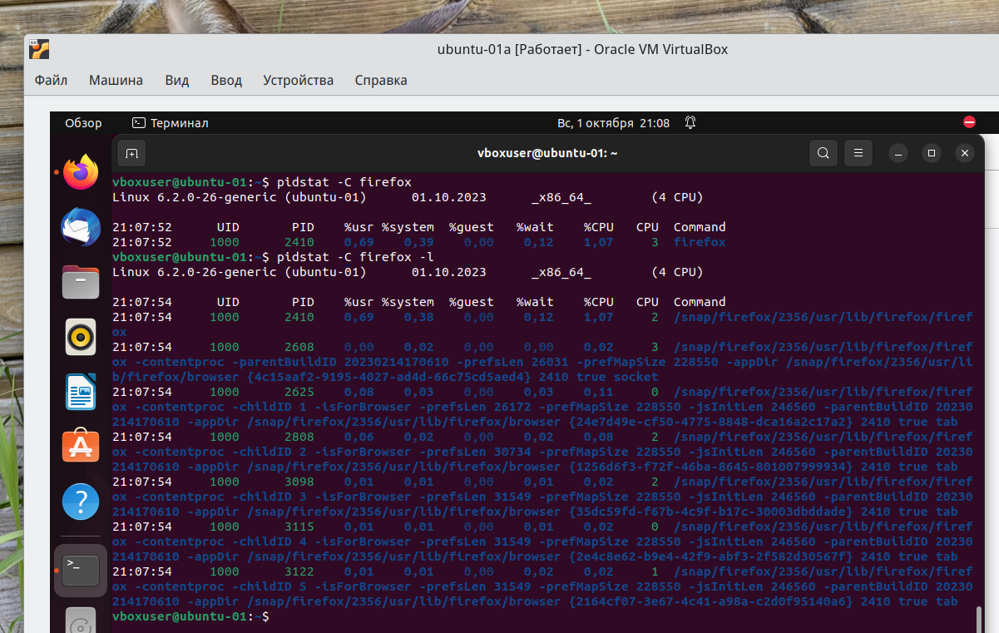 ubuntu-01a [Работает] - Oracle VM VirtualBox
Файл Машина Вид Ввод Устройства Справка
Обзор Терминал Вс, 1 октября 21:08
vboxuser@ubuntu-01: ~
vboxuser@ubuntu-01:~$ pidstat -C firefox
Linux 6.2.0-26-generic (ubuntu-01) 01.10.2023 _x86_64_ (4 CPU)
21:07:52 UID PID %usr %system %guest %wait %CPU CPU Command
21:07:52 1000 2410 0,69 0,39 0,00 0,12 1,07 3 firefox
vboxuser@ubuntu-01:~$ pidstat -C firefox -l
Linux 6.2.0-26-generic (ubuntu-01) 01.10.2023 _x86_64_ (4 CPU)
21:07:54 UID PID %usr %system %guest %wait %CPU CPU Command
21:07:54 1000 2410 0,69 0,38 0,00 0,12 1,07 2 /snap/firefox/2356/usr/lib/firefox/firef
ox
21:07:54 1000 2608 0,00 0,02 0,00 0,00 0,02 3 /snap/firefox/2356/usr/lib/firefox/firef
ox -contentproc -parentBuildID 20230214170610 -prefsLen 26031 -prefMapSize 228550 -appDir /snap/firefox/2356/usr/li
b/firefox/browser {4c15aaf2-9195-4027-ad4d-66c75cd5aed4} 2410 true socket
21:07:54 1000 2625 0,08 0,03 0,00 0,03 0,11 0 /snap/firefox/2356/usr/lib/firefox/firef
ox -contentproc -childID 1 -isForBrowser -prefsLen 26172 -prefMapSize 228550 -jsInitLen 246560 -parentBuildID 20230
214170610 -appDir /snap/firefox/2356/usr/lib/firefox/browser {24e7d49e-cf50-4775-8848-dca16a2c17a2} 2410 true tab
21:07:54 1000 2808 0,06 0,02 0,00 0,02 0,08 2 /snap/firefox/2356/usr/lib/firefox/firef
ox -contentproc -childID 2 -isForBrowser -prefsLen 30734 -prefMapSize 228550 -jsInitLen 246560 -parentBuildID 20230
214170610 -appDir /snap/firefox/2356/usr/lib/firefox/browser {1256d6f3-f72f-46ba-8645-801007999934} 2410 true tab
21:07:54 1000 3098 0,01 0,01 0,00 0,01 0,02 2 /snap/firefox/2356/usr/lib/firefox/firef
ox -contentproc -childID 3 -isForBrowser -prefsLen 31549 -prefMapSize 228550 -jsInitLen 246560 -parentBuildID 20230
214170610 -appDir /snap/firefox/2356/usr/lib/firefox/browser {35dc59fd-f67b-4c9f-b17c-30003dbddade} 2410 true tab
21:07:54 1000 3115 0,01 0,01 0,00 0,01 0,02 0 /snap/firefox/2356/usr/lib/firefox/firef
ox -contentproc -childID 4 -isForBrowser -prefsLen 31549 -prefMapSize 228550 -jsInitLen 246560 -parentBuildID 20230
214170610 -appDir /snap/firefox/2356/usr/lib/firefox/browser {2e4c8e62-b9e4-42f9-abf3-2f582d30567f} 2410 true tab
21:07:54 1000 3122 0,01 0,01 0,00 0,02 0,02 1 /snap/firefox/2356/usr/lib/firefox/firef
ox -contentproc -childID 5 -isForBrowser -prefsLen 31549 -prefMapSize 228550 -jsInitLen 246560 -parentBuildID 20230
214170610 -appDir /snap/firefox/2356/usr/lib/firefox/browser {2164cf07-3e67-4c41-a98a-c2d0f95140a6} 2410 true tab
vboxuser@ubuntu-01:~$